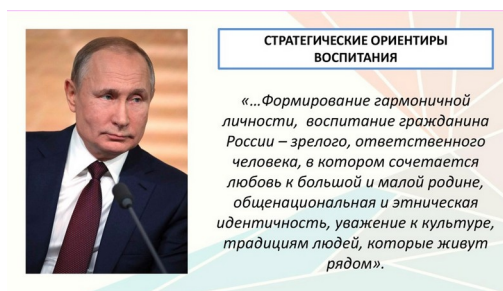 СТРАТЕГИЧЕСКИЕ ОРИЕНТИРЫ
ВОСПИТАНИЯ
«...Формирование гармоничной
личности, воспитание гражданина
России – зрелого, ответственного
человека, в котором сочетается
любовь к большой и малой родине,
общенациональная и этническая
идентичность, уважение к культуре,
традициям людей, которые живут
рядом».